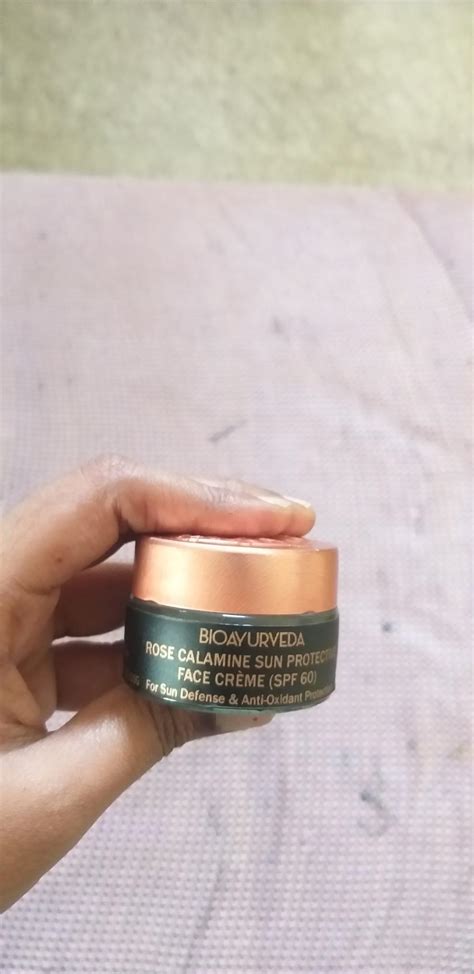 BIOAYURVEDA
ROSE CALAMINE SUN
FACE CRÈME (SPF 60)
For Sun Defense & Anti-Oxidant